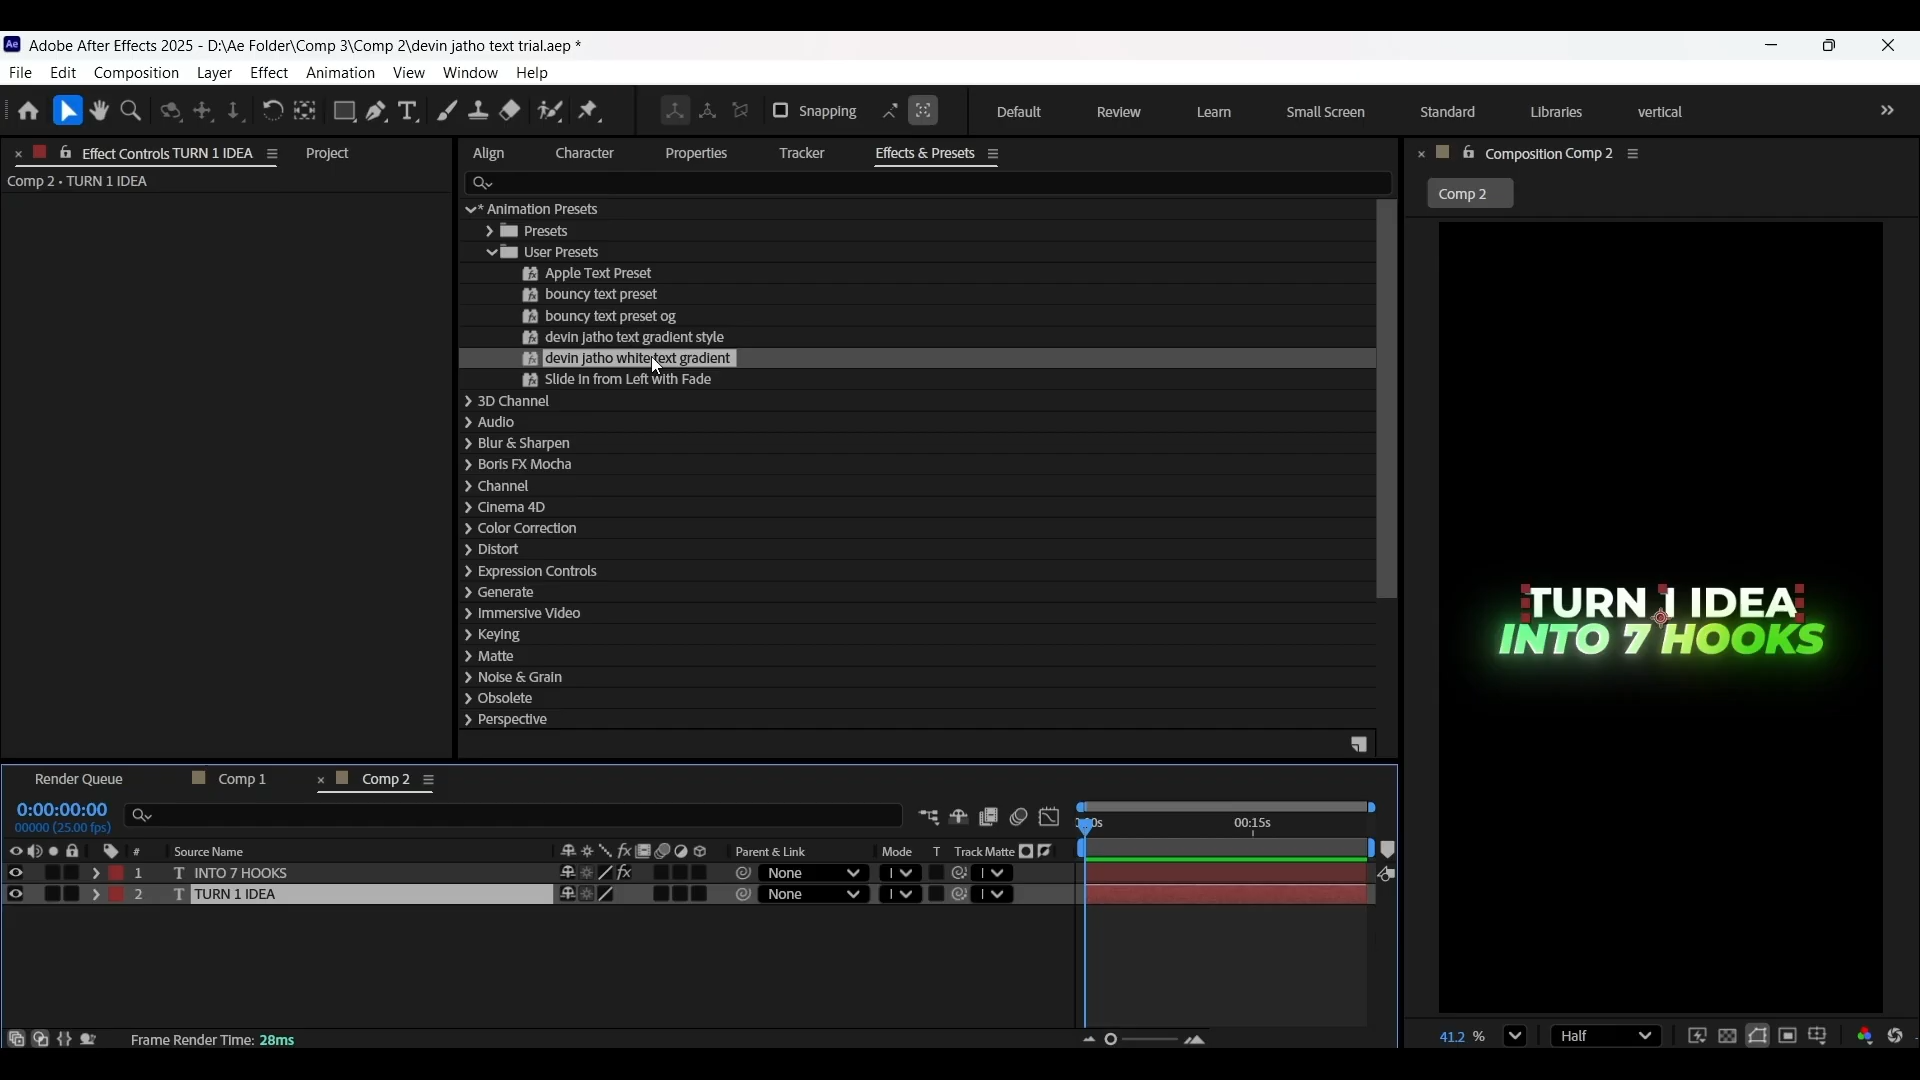 Ae Adobe After Effects 2025 - D:\Ae Folder\Comp 3\Comp 2\devin jatho text trial.aep *
File Edit Composition Layer Effect Animation View Window Help
T Snapping Default Review Learn Small Screen Standard Libraries vertical
× Effect Controls TURN 1 IDEA Project
Comp 2 • TURN 1 IDEA
Align Character Properties Tracker Effects & Presets
* Animation Presets
Presets
User Presets
Apple Text Preset
bouncy text preset
bouncy text preset og
devin jatho text gradient style
devin jatho white text gradient
Slide In from Left with Fade
3D Channel
Audio
Blur & Sharpen
Boris FX Mocha
Channel
Cinema 4D
Color Correction
Distort
Expression Controls
Generate
Immersive Video
Keying
Matte
Noise & Grain
Obsolete
Perspective
× Composition Comp 2
Comp 2
TURN 1 IDEA
INTO 7 HOOKS
41.2 % Half
Render Queue Comp 1 × Comp 2
0:00:00:00
00000 (25.00 fps)
00:15s
# Source Name fx Parent & Link Mode T Track Matte
1 T INTO 7 HOOKS fx None
2 T TURN 1 IDEA None
Frame Render Time: 28ms